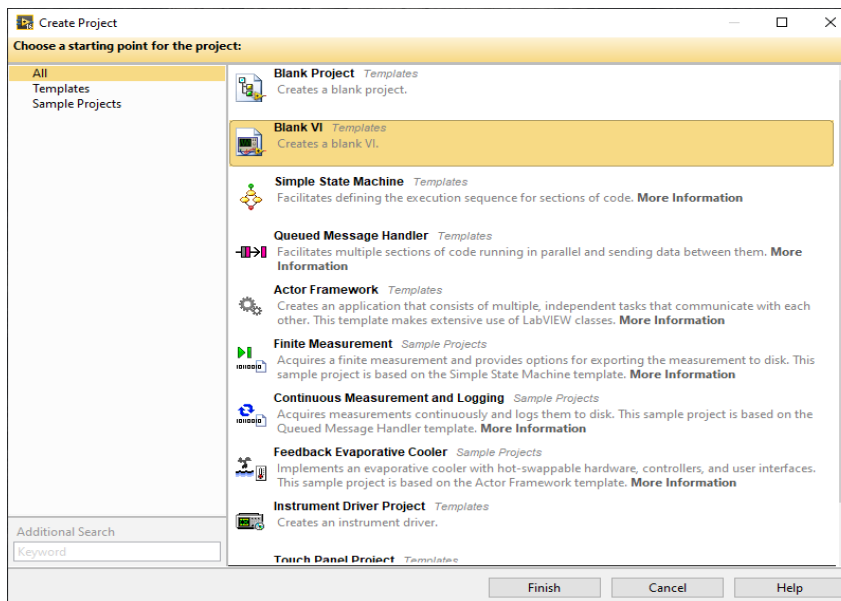 Create Project
Choose a starting point for the project:
All
Templates
Sample Projects
Additional Search
Keyword
Blank Project Templates
Creates a blank project.
Blank VI Templates
Creates a blank VI.
Simple State Machine Templates
Facilitates defining the execution sequence for sections of code. More Information
Queued Message Handler Templates
Facilitates multiple sections of code running in parallel and sending data between them. More
Information
Actor Framework Templates
Creates an application that consists of multiple, independent tasks that communicate with each
other. This template makes extensive use of LabVIEW classes. More Information
Finite Measurement Sample Projects
Acquires a finite measurement and provides options for exporting the measurement to disk. This
sample project is based on the Simple State Machine template. More Information
Continuous Measurement and Logging Sample Projects
Acquires measurements continuously and logs them to disk. This sample project is based on the
Queued Message Handler template. More Information
Feedback Evaporative Cooler Sample Projects
Implements an evaporative cooler with hot-swappable hardware, controllers, and user interfaces.
This sample project is based on the Actor Framework template. More Information
Instrument Driver Project Templates
Creates an instrument driver.
Touch Panel Project Templates
Finish Cancel Help